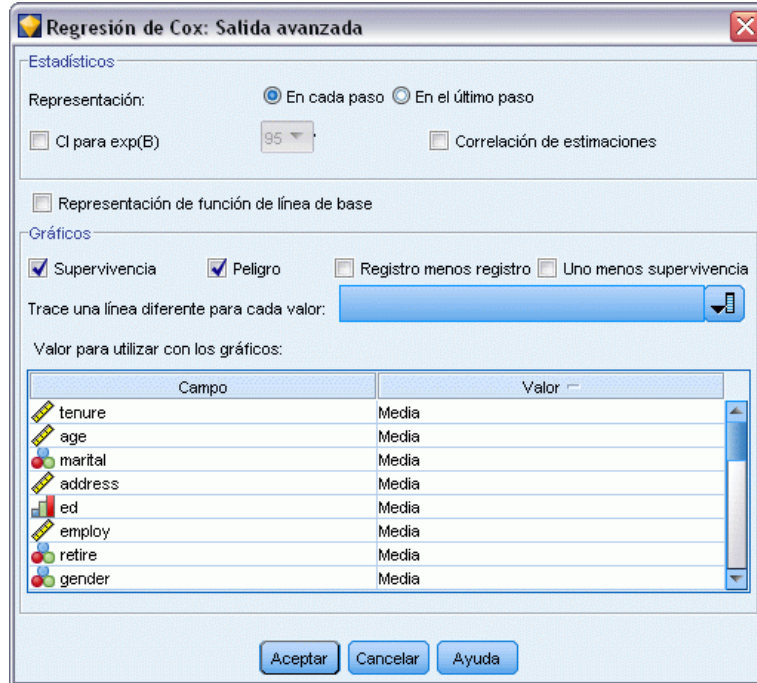 Regresión de Cox: Salida avanzada
Estadísticos
Representación: En cada paso En el último paso
CI para exp(B) 95 Correlación de estimaciones
Representación de función de línea de base
Gráficos
Supervivencia Peligro Registro menos registro Uno menos supervivencia
Trace una línea diferente para cada valor:
Valor para utilizar con los gráficos:
Campo Valor
tenure Media
age Media
marital Media
address Media
ed Media
employ Media
retire Media
gender Media
Aceptar Cancelar Ayuda